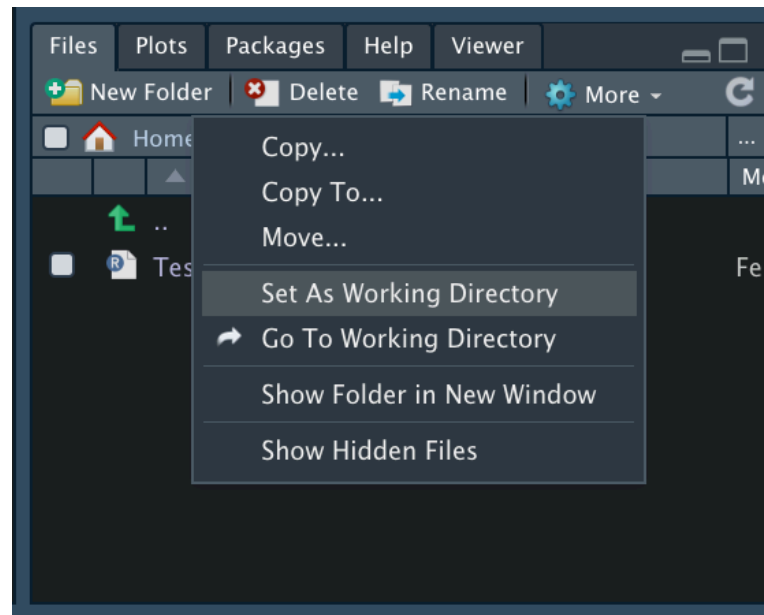 Files Plots Packages Help Viewer
New Folder Delete Rename More
Home ...
Copy...
Copy To...
..
Move...
Set As Working Directory
Go To Working Directory
Show Folder in New Window
Show Hidden Files